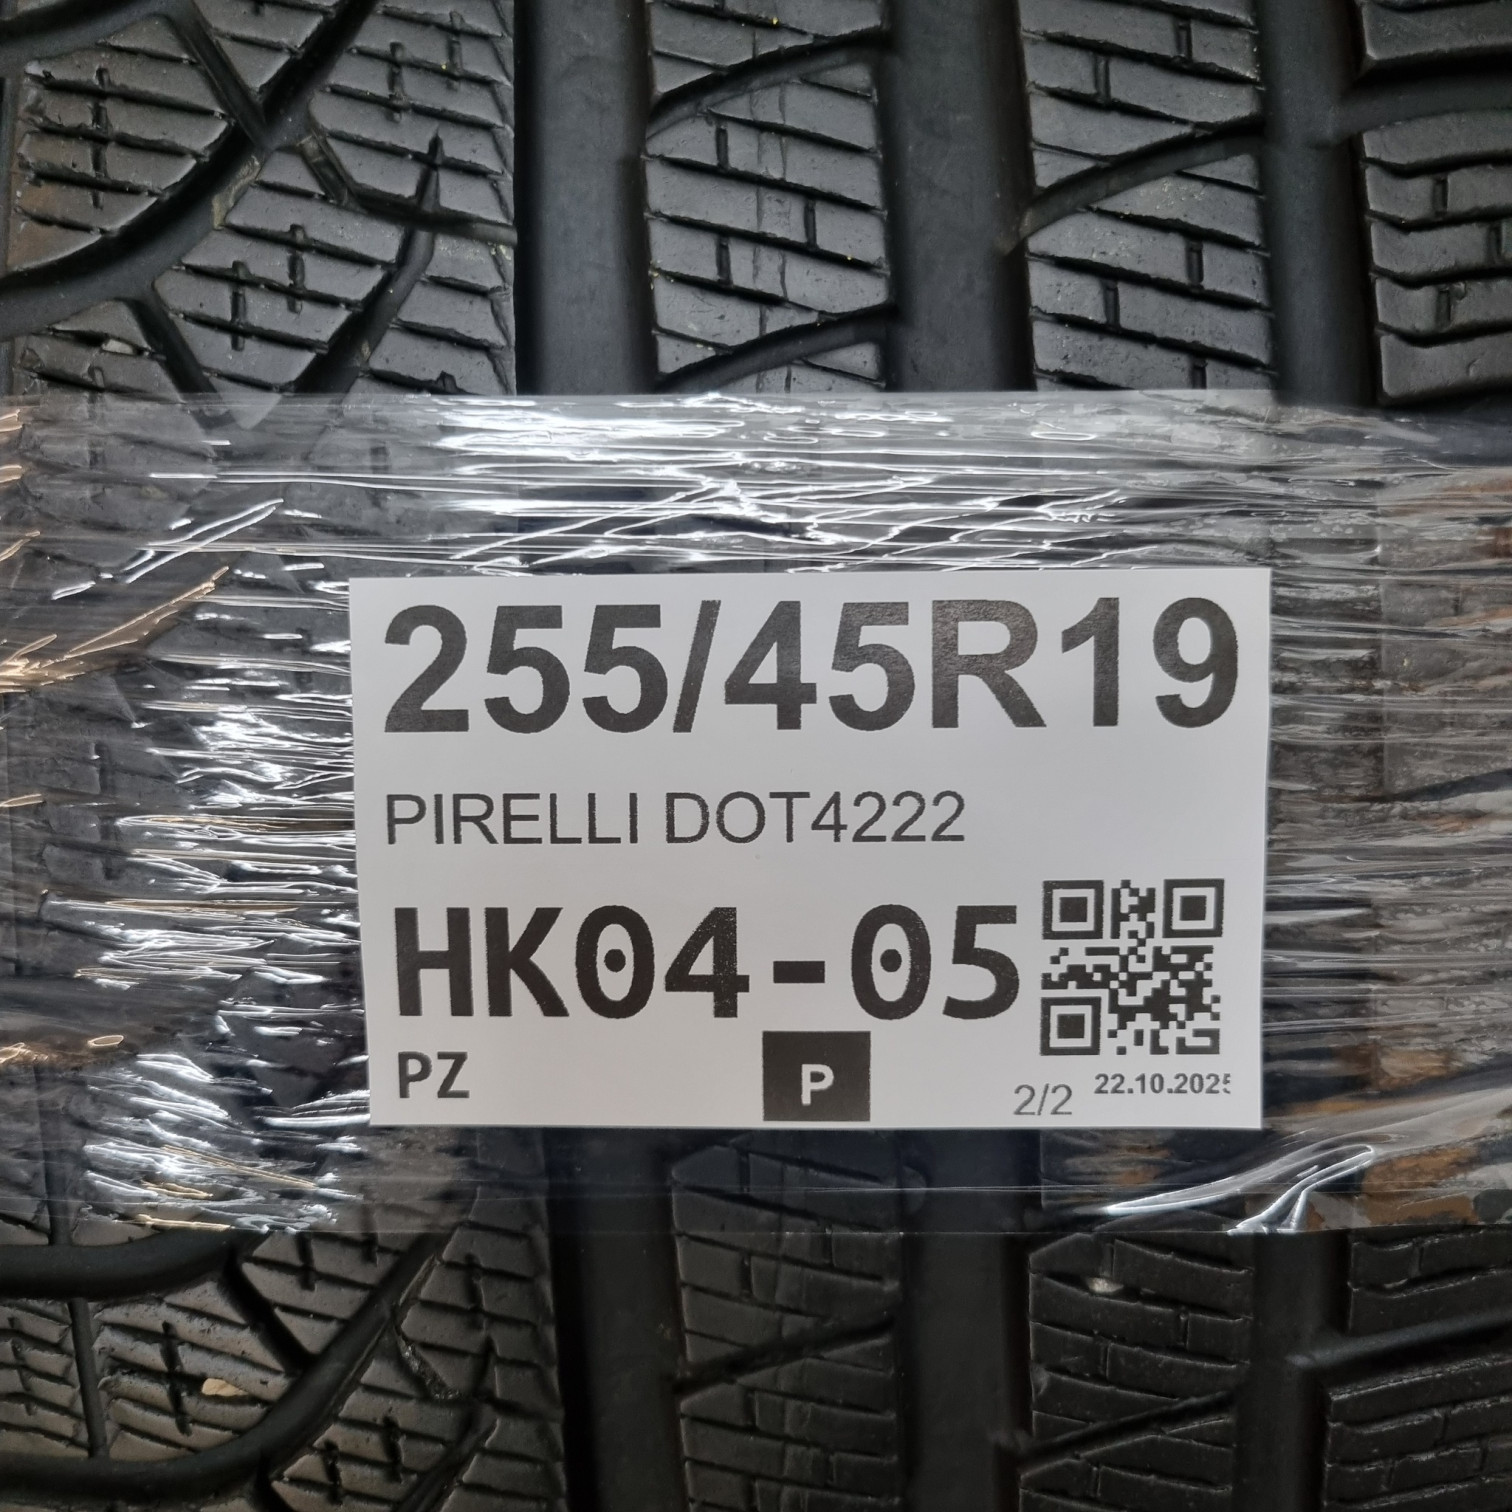 255/45R19
PIRELLI DOT4222
HK04-05
PZ
P
2/2
22.10.2025